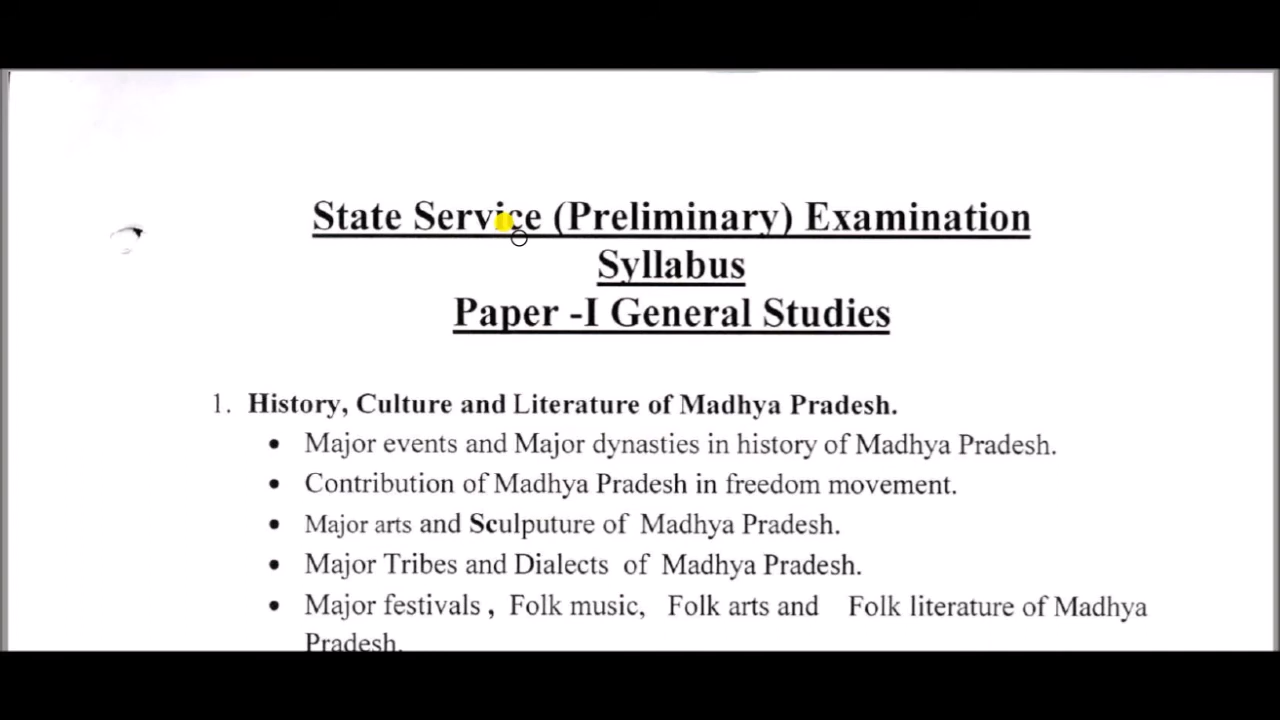 State Service (Preliminary) Examination
Syllabus
Paper -I General Studies
1. History, Culture and Literature of Madhya Pradesh.
• Major events and Major dynasties in history of Madhya Pradesh.
• Contribution of Madhya Pradesh in freedom movement.
• Major arts and Sculputure of Madhya Pradesh.
• Major Tribes and Dialects of Madhya Pradesh.
• Major festivals , Folk music, Folk arts and Folk literature of Madhya
Pradesh.